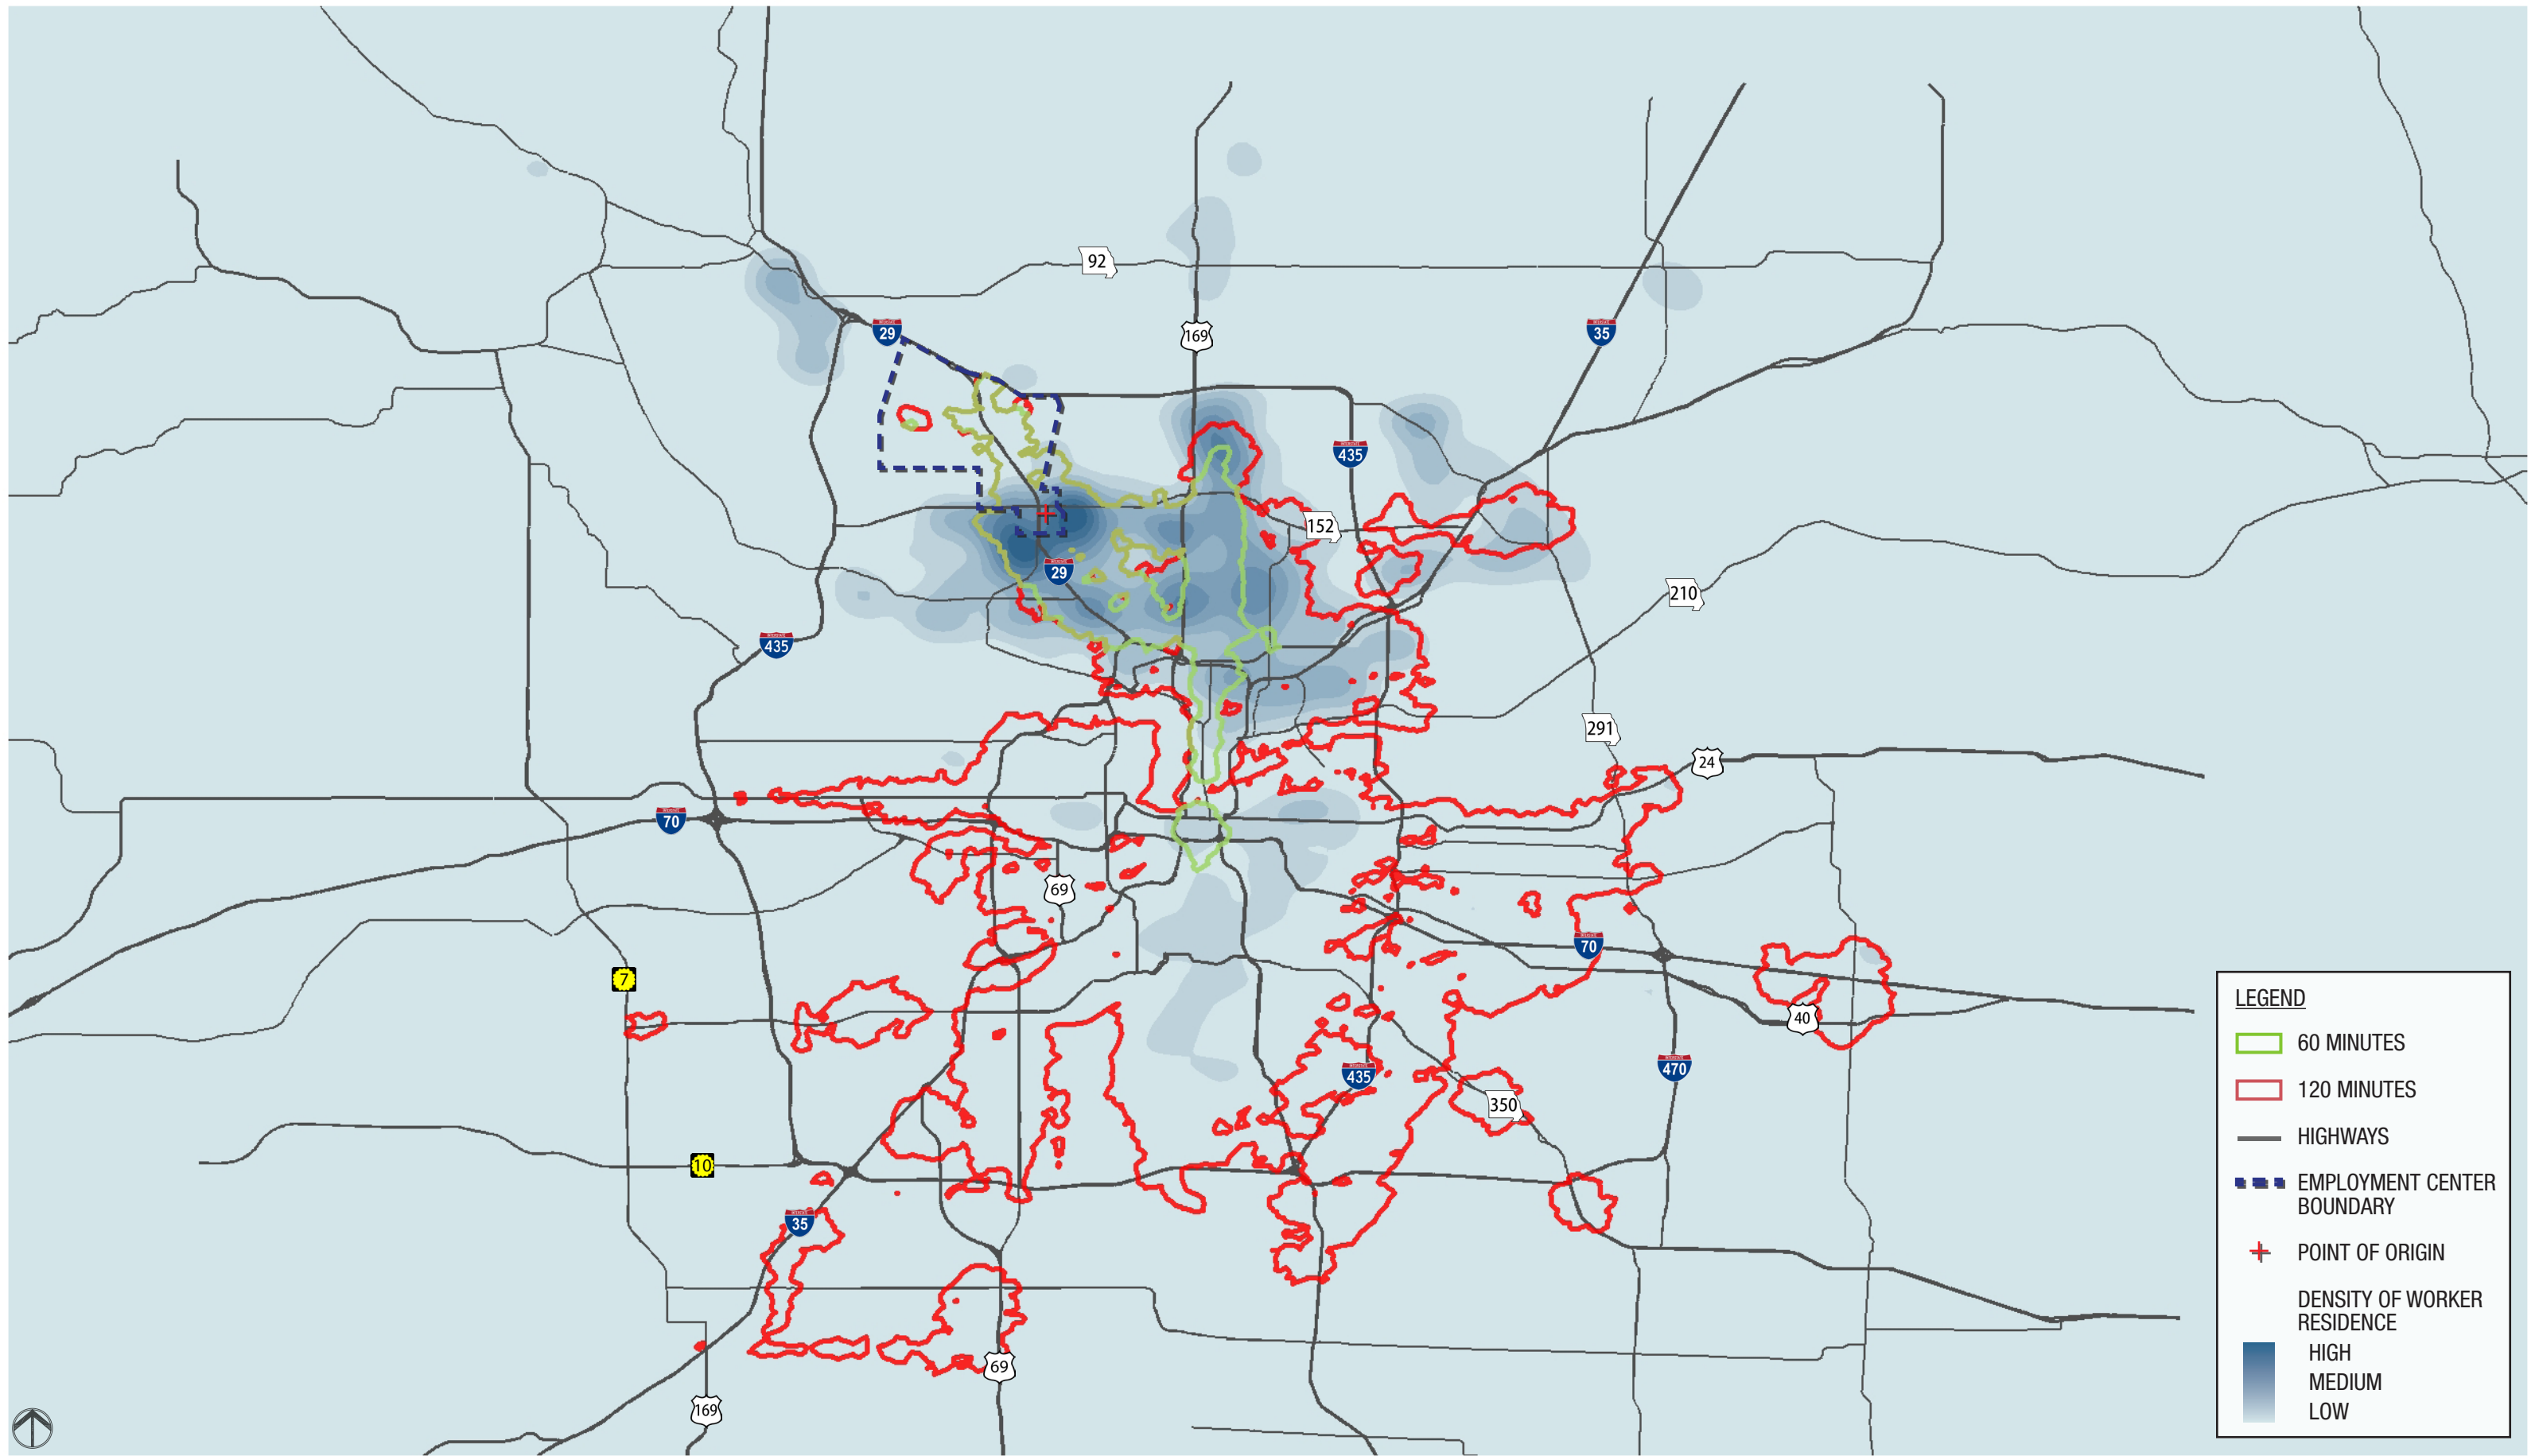 92
29
169
35
435
152
29
210
435
291
24
70
69
70
7
40
470
435
350
10
35
69
169
LEGEND
60 MINUTES
120 MINUTES
HIGHWAYS
EMPLOYMENT CENTER
BOUNDARY
POINT OF ORIGIN
DENSITY OF WORKER
RESIDENCE
HIGH
MEDIUM
LOW